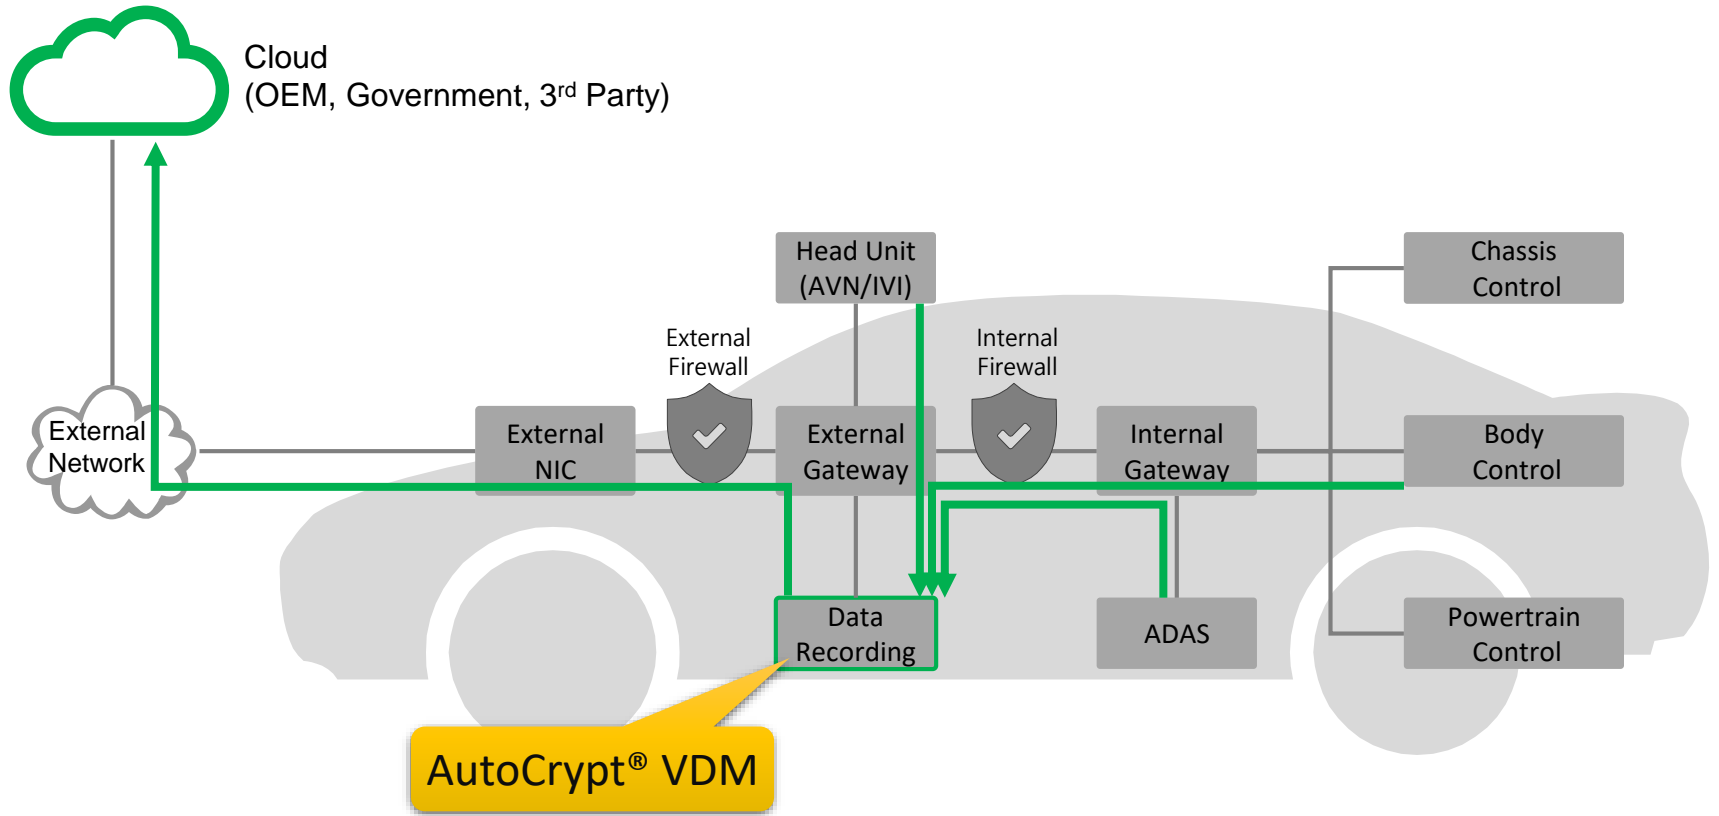 Cloud
(OEM, Government, 3rd Party)
Head Unit
(AVN/IVI)
Chassis
Control
External
Firewall
Internal
Firewall
External
Network
External
NIC
External
Gateway
Internal
Gateway
Body
Control
Data
Recording
ADAS
Powertrain
Control
AutoCrypt® VDM